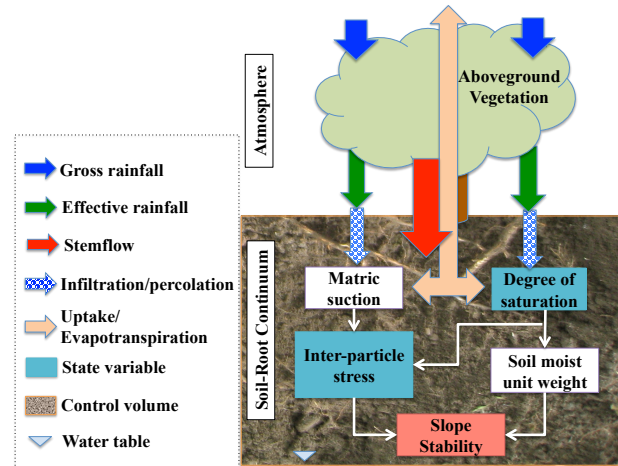 Gross rainfall
Effective rainfall
Stemflow
Infiltration/percolation
Uptake/
Evapotranspiration
State variable
Control volume
Water table
Atmosphere
Soil-Root Continuum
Aboveground
Vegetation
Matric
suction
Degree of
saturation
Inter-particle
stress
Soil moist
unit weight
Slope
Stability